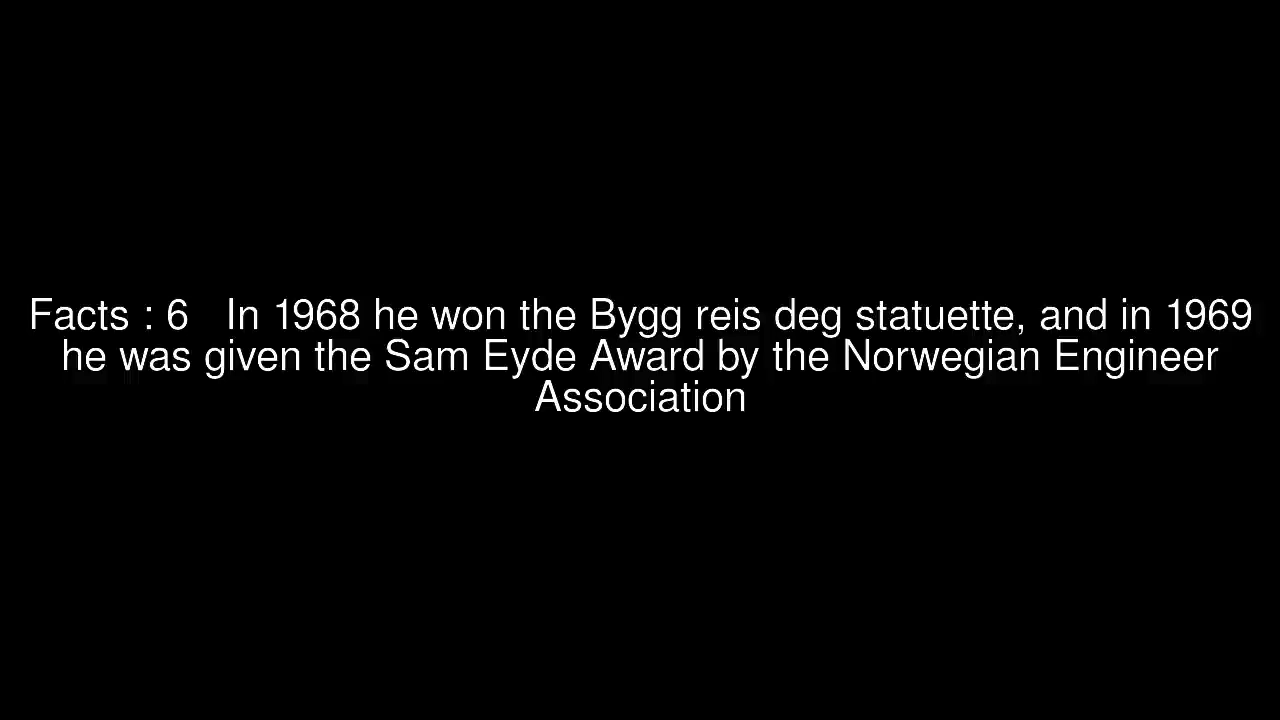 Facts : 6   In 1968 he won the Bygg reis deg statuette, and in 1969
he was given the Sam Eyde Award by the Norwegian Engineer
Association